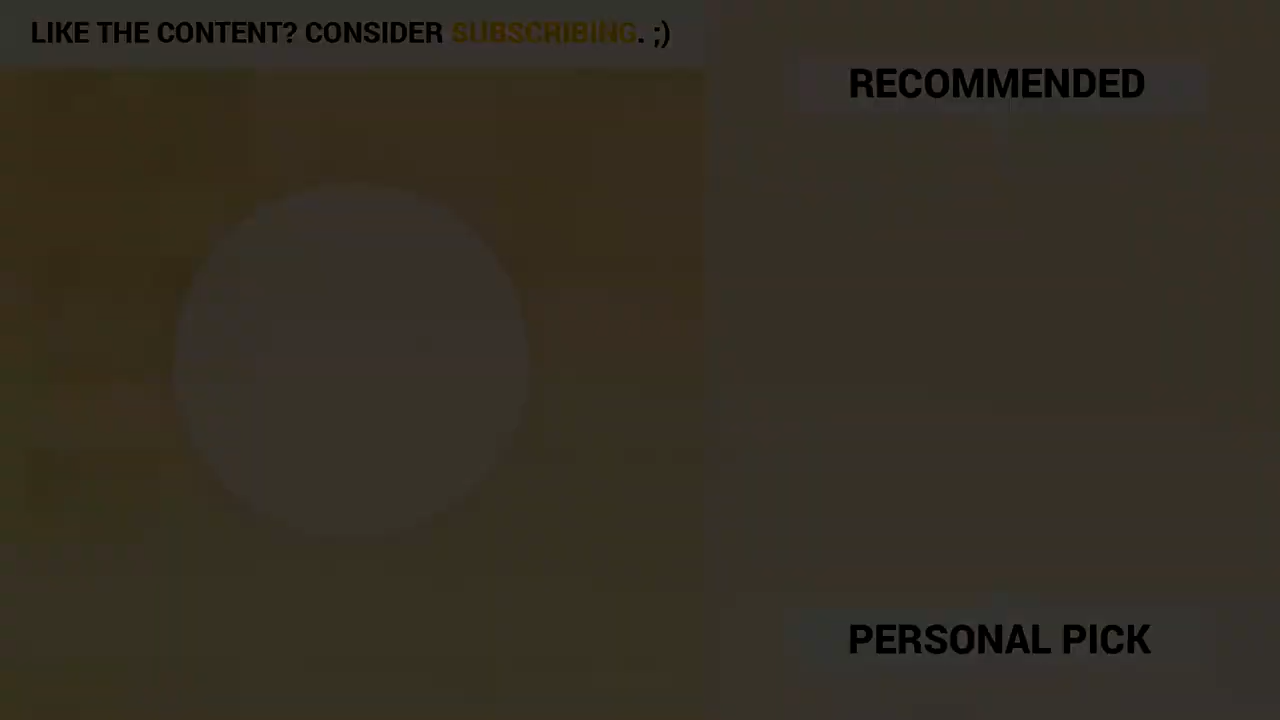 LIKE THE CONTENT? CONSIDER SUBSCRIBING. ;)
RECOMMENDED
PERSONAL PICK